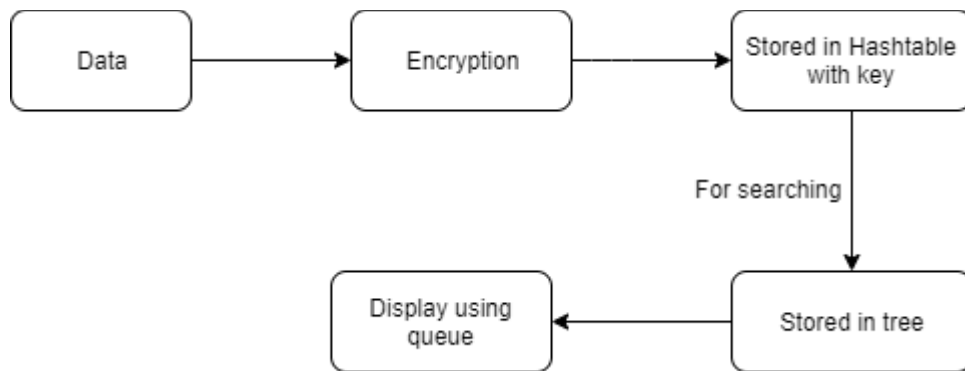 Data
Encryption
Stored in Hashtable
with key
For searching
Display using
queue
Stored in tree